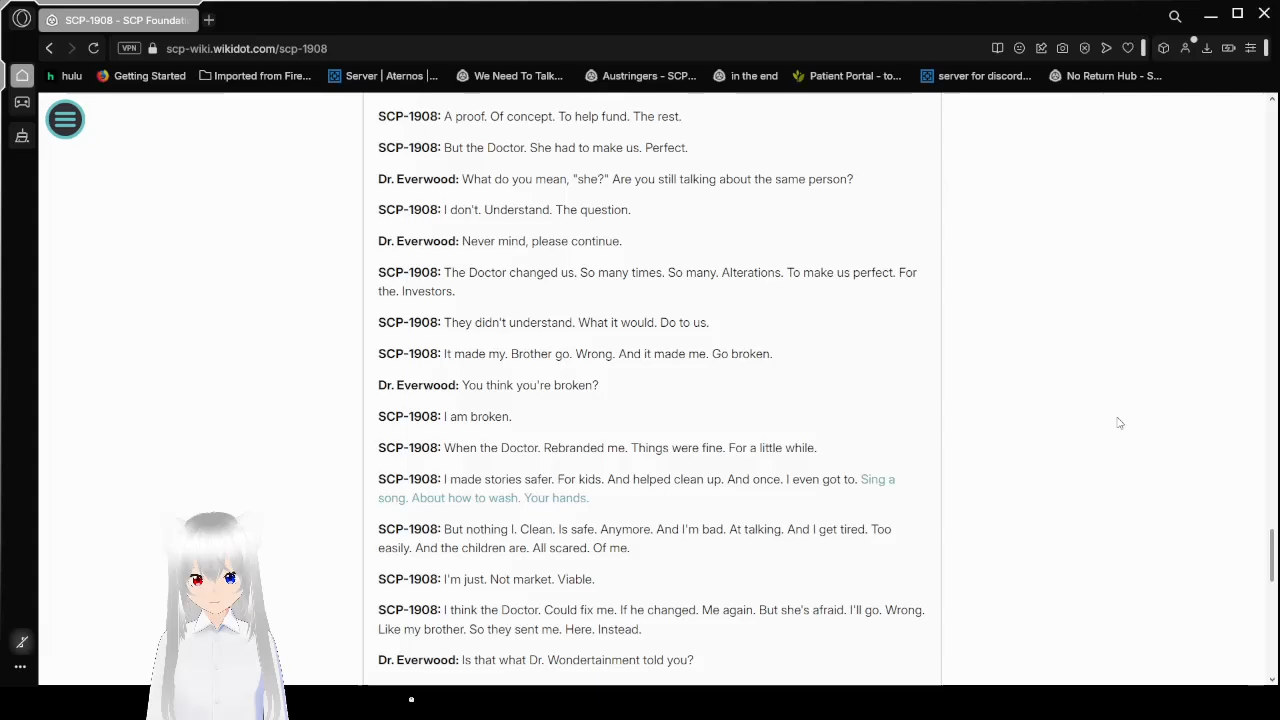 SCP-1908 - SCP Foundati
VPN
scp-wiki.wikidot.com/scp-1908
h hulu
Getting Started
Imported from Fire...
Server | Aternos |...
We Need To Talk...
Austringers - SCP...
in the end
Patient Portal - to...
server for discord...
No Return Hub - S...
SCP-1908: A proof. Of concept. To help fund. The rest.
SCP-1908: But the Doctor. She had to make us. Perfect.
Dr. Everwood: What do you mean, "she?" Are you still talking about the same person?
SCP-1908: I don't. Understand. The question.
Dr. Everwood: Never mind, please continue.
SCP-1908: The Doctor changed us. So many times. So many. Alterations. To make us perfect. For
the. Investors.
SCP-1908: They didn't understand. What it would. Do to us.
SCP-1908: It made my. Brother go. Wrong. And it made me. Go broken.
Dr. Everwood: You think you're broken?
SCP-1908: I am broken.
SCP-1908: When the Doctor. Rebranded me. Things were fine. For a little while.
SCP-1908: I made stories safer. For kids. And helped clean up. And once. I even got to. Sing a
song. About how to wash. Your hands.
SCP-1908: But nothing I. Clean. Is safe. Anymore. And I'm bad. At talking. And I get tired. Too
easily. And the children are. All scared. Of me.
SCP-1908: I'm just. Not market. Viable.
SCP-1908: I think the Doctor. Could fix me. If he changed. Me again. But she's afraid. I'll go. Wrong.
Like my brother. So they sent me. Here. Instead.
Dr. Everwood: Is that what Dr. Wondertainment told you?